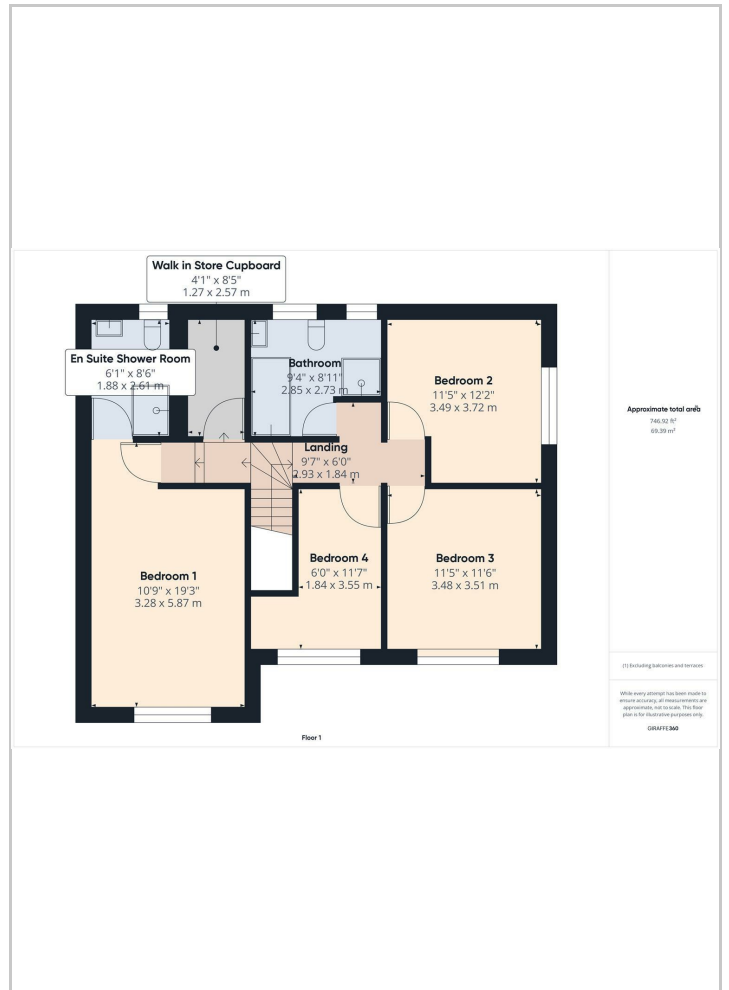 Walk in Store Cupboard
4'1" x 8'5"
1.27 x 2.57 m
En Suite Shower Room
6'1" x 8'6"
1.88 x 2.61 m
Bathroom
9'4" x 8'11"
2.85 x 2.73 m
Bedroom 2
11'5" x 12'2"
3.49 x 3.72 m
Landing
9'7" x 6'0"
2.93 x 1.84 m
Bedroom 1
10'9" x 19'3"
3.28 x 5.87 m
Bedroom 4
6'0" x 11'7"
1.84 x 3.55 m
Bedroom 3
11'5" x 11'6"
3.48 x 3.51 m
Floor 1
Approximate total area⁽¹⁾
746.92 ft²
69.39 m²
(1) Excluding balconies and terraces
While every attempt has been made to
ensure accuracy, all measurements are
approximate, not to scale. This floor
plan is for illustrative purposes only.
GIRAFFE360